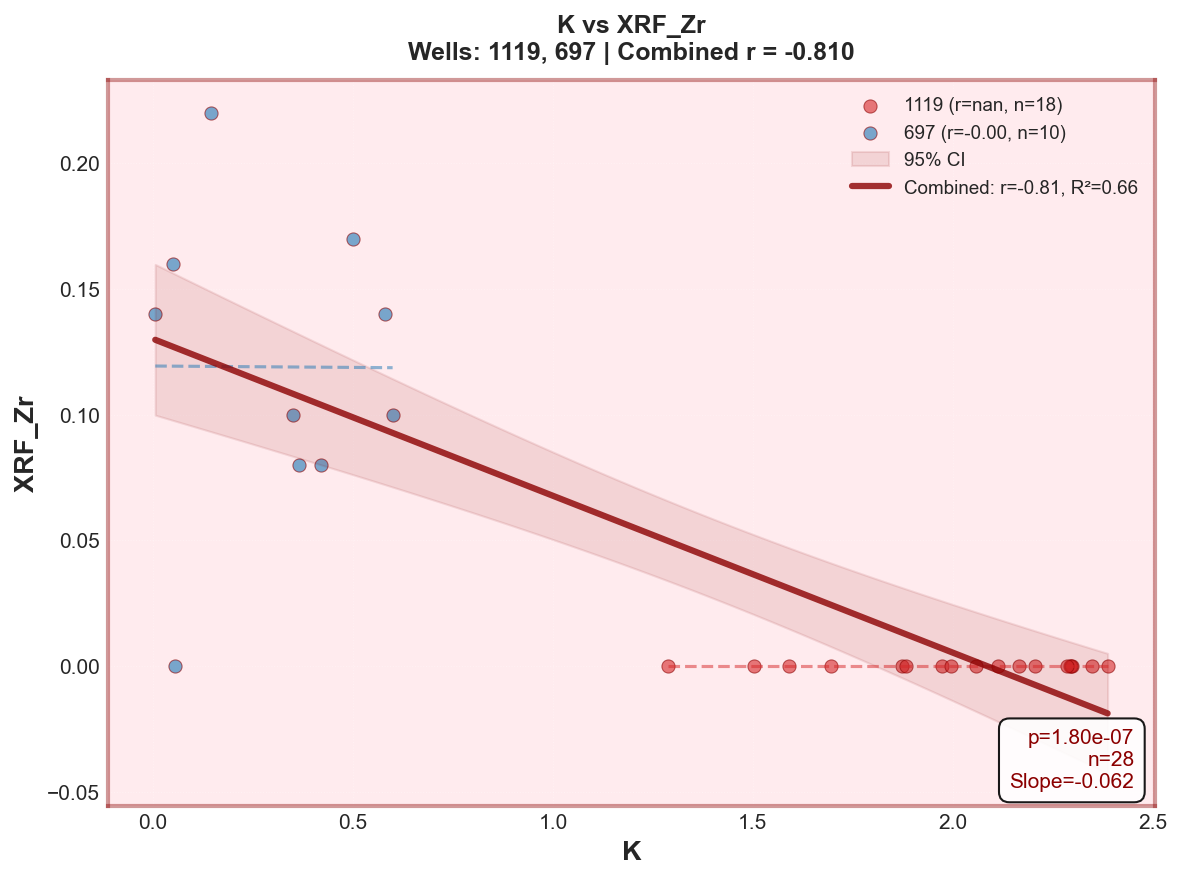 K vs XRF_Zr
Wells: 1119, 697 | Combined r = -0.810
1119 (r=nan, n=18)
697 (r=-0.00, n=10)
95% CI
Combined: r=-0.81, R²=0.66
XRF_Zr
0.20
0.15
0.10
0.05
0.00
−0.05
p=1.80e-07
n=28
Slope=-0.062
0.0 0.5 1.0 1.5 2.0 2.5
K